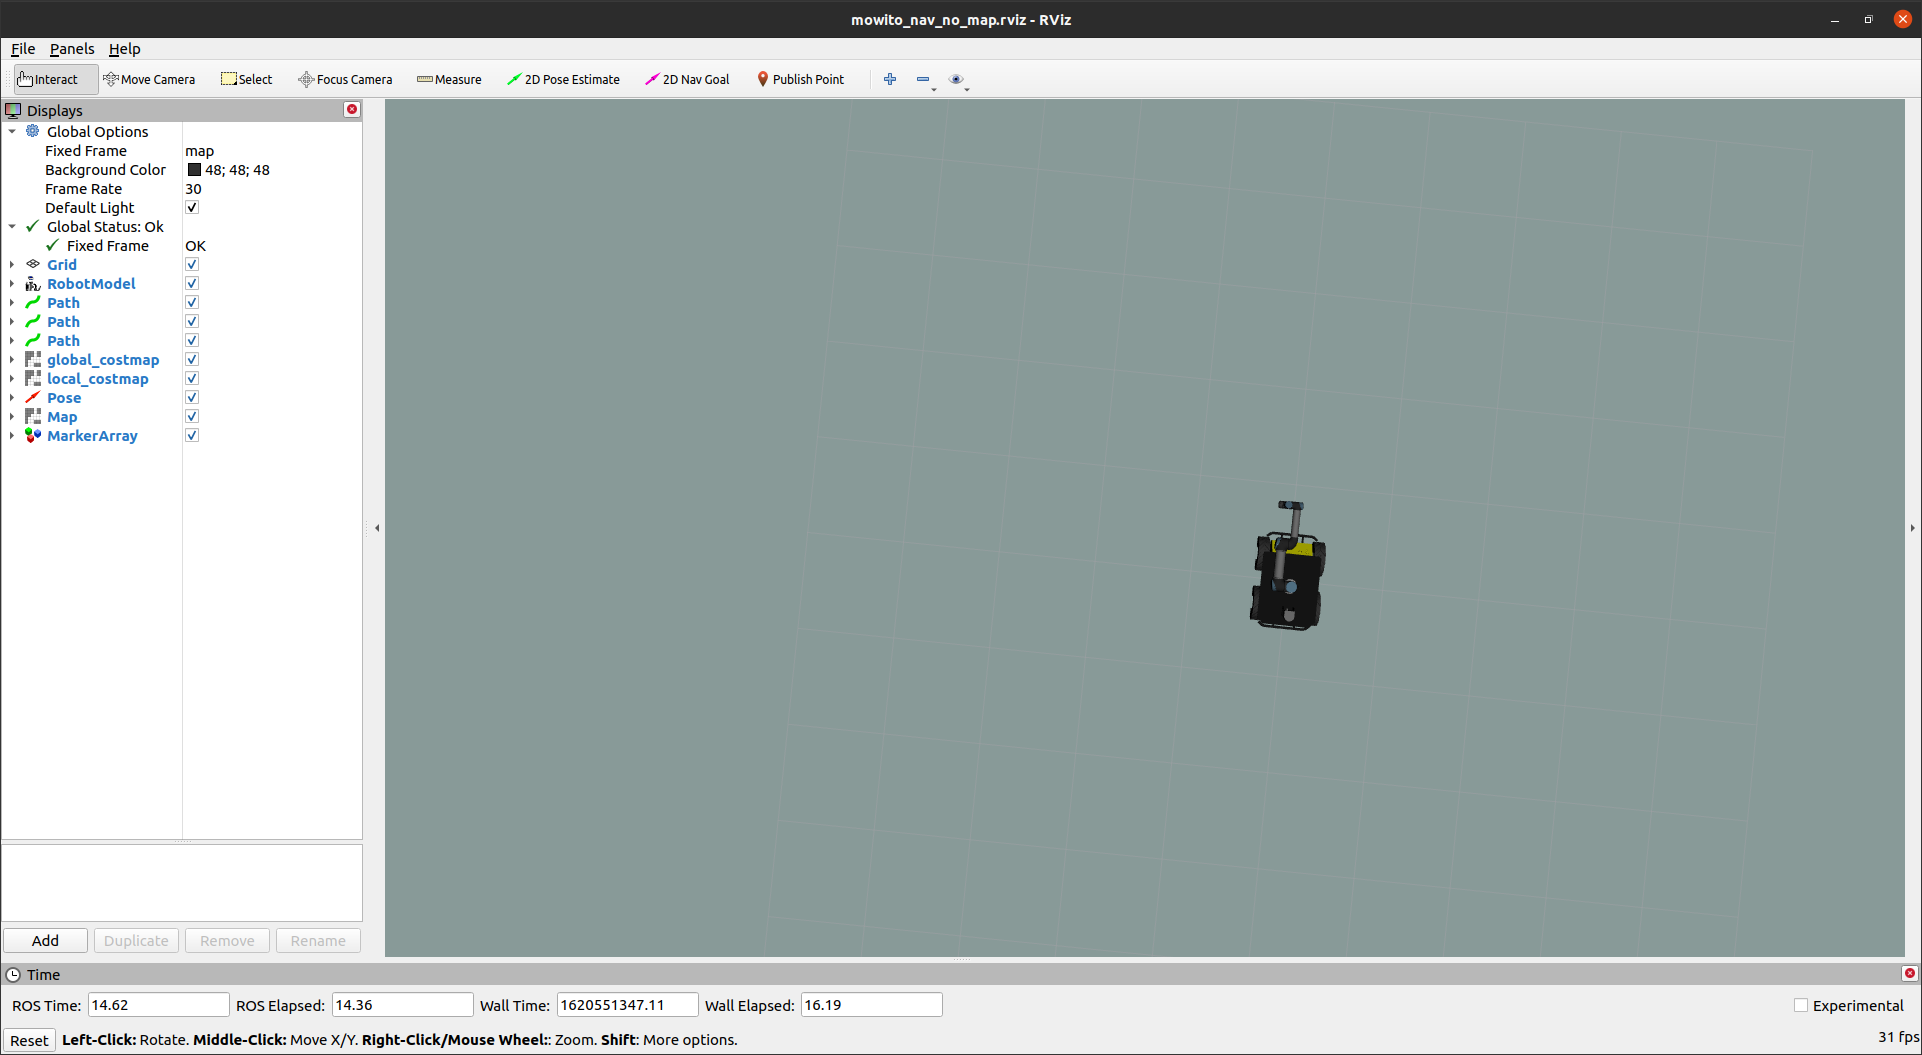 mowito_nav_no_map.rviz - RViz
File Panels Help
Interact Move Camera Select Focus Camera Measure 2D Pose Estimate 2D Nav Goal Publish Point
Displays
Global Options
Fixed Frame map
Background Color 48; 48; 48
Frame Rate 30
Default Light
Global Status: Ok
Fixed Frame OK
Grid
RobotModel
Path
Path
Path
global_costmap
local_costmap
Pose
Map
MarkerArray
Add Duplicate Remove Rename
Time
ROS Time: 14.62 ROS Elapsed: 14.36 Wall Time: 1620551347.11 Wall Elapsed: 16.19 Experimental
Reset Left-Click: Rotate. Middle-Click: Move X/Y. Right-Click/Mouse Wheel:: Zoom. Shift: More options. 31 fps